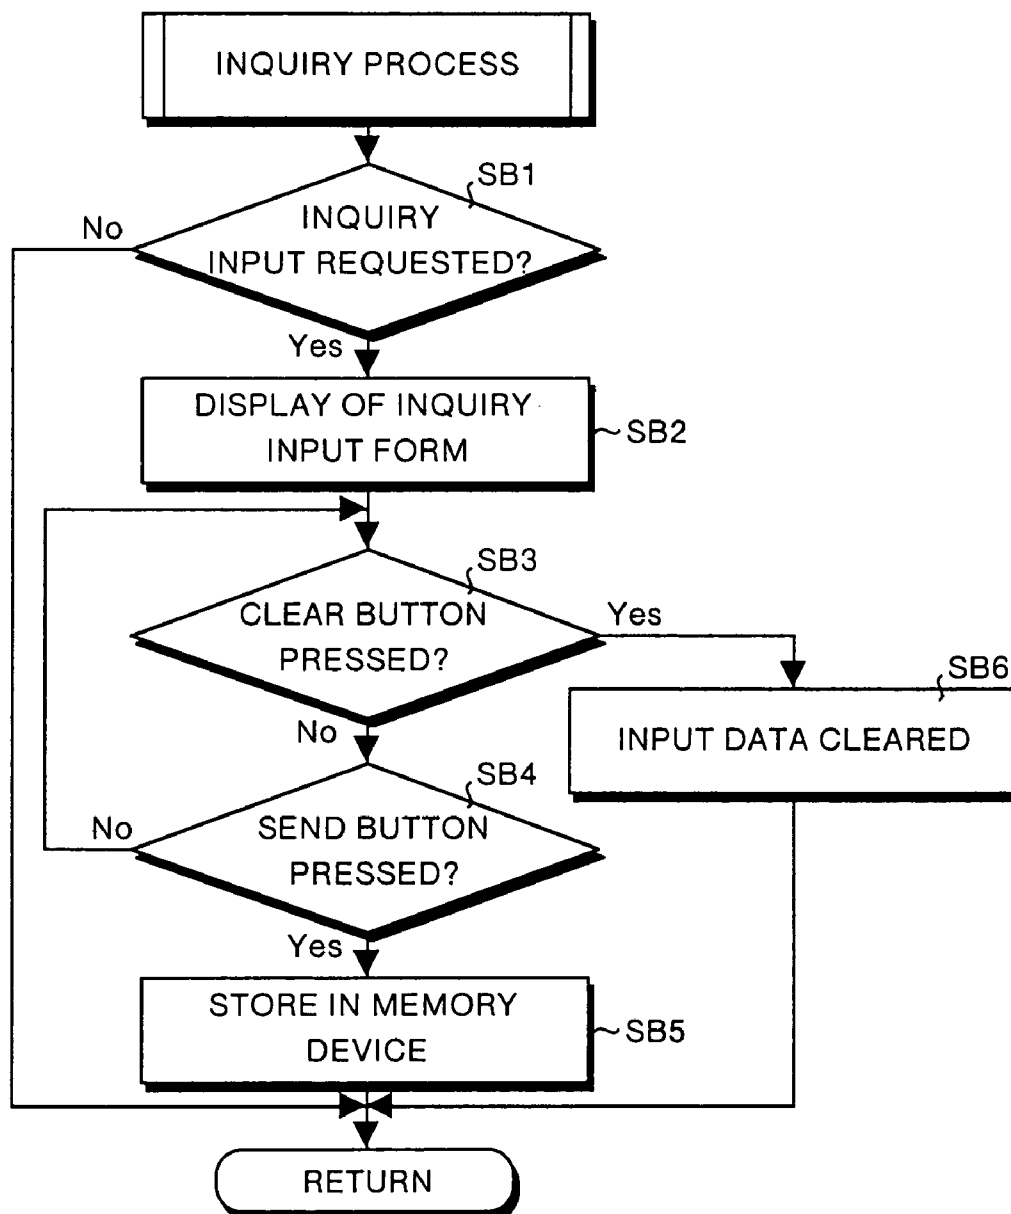 INQUIRY PROCESS
SB1
No
INQUIRY
INPUT REQUESTED?
Yes
DISPLAY OF INQUIRY
INPUT FORM
SB2
SB3
CLEAR BUTTON
PRESSED?
Yes
SB6
INPUT DATA CLEARED
No
SB4
No
SEND BUTTON
PRESSED?
Yes
STORE IN MEMORY
DEVICE
SB5
RETURN